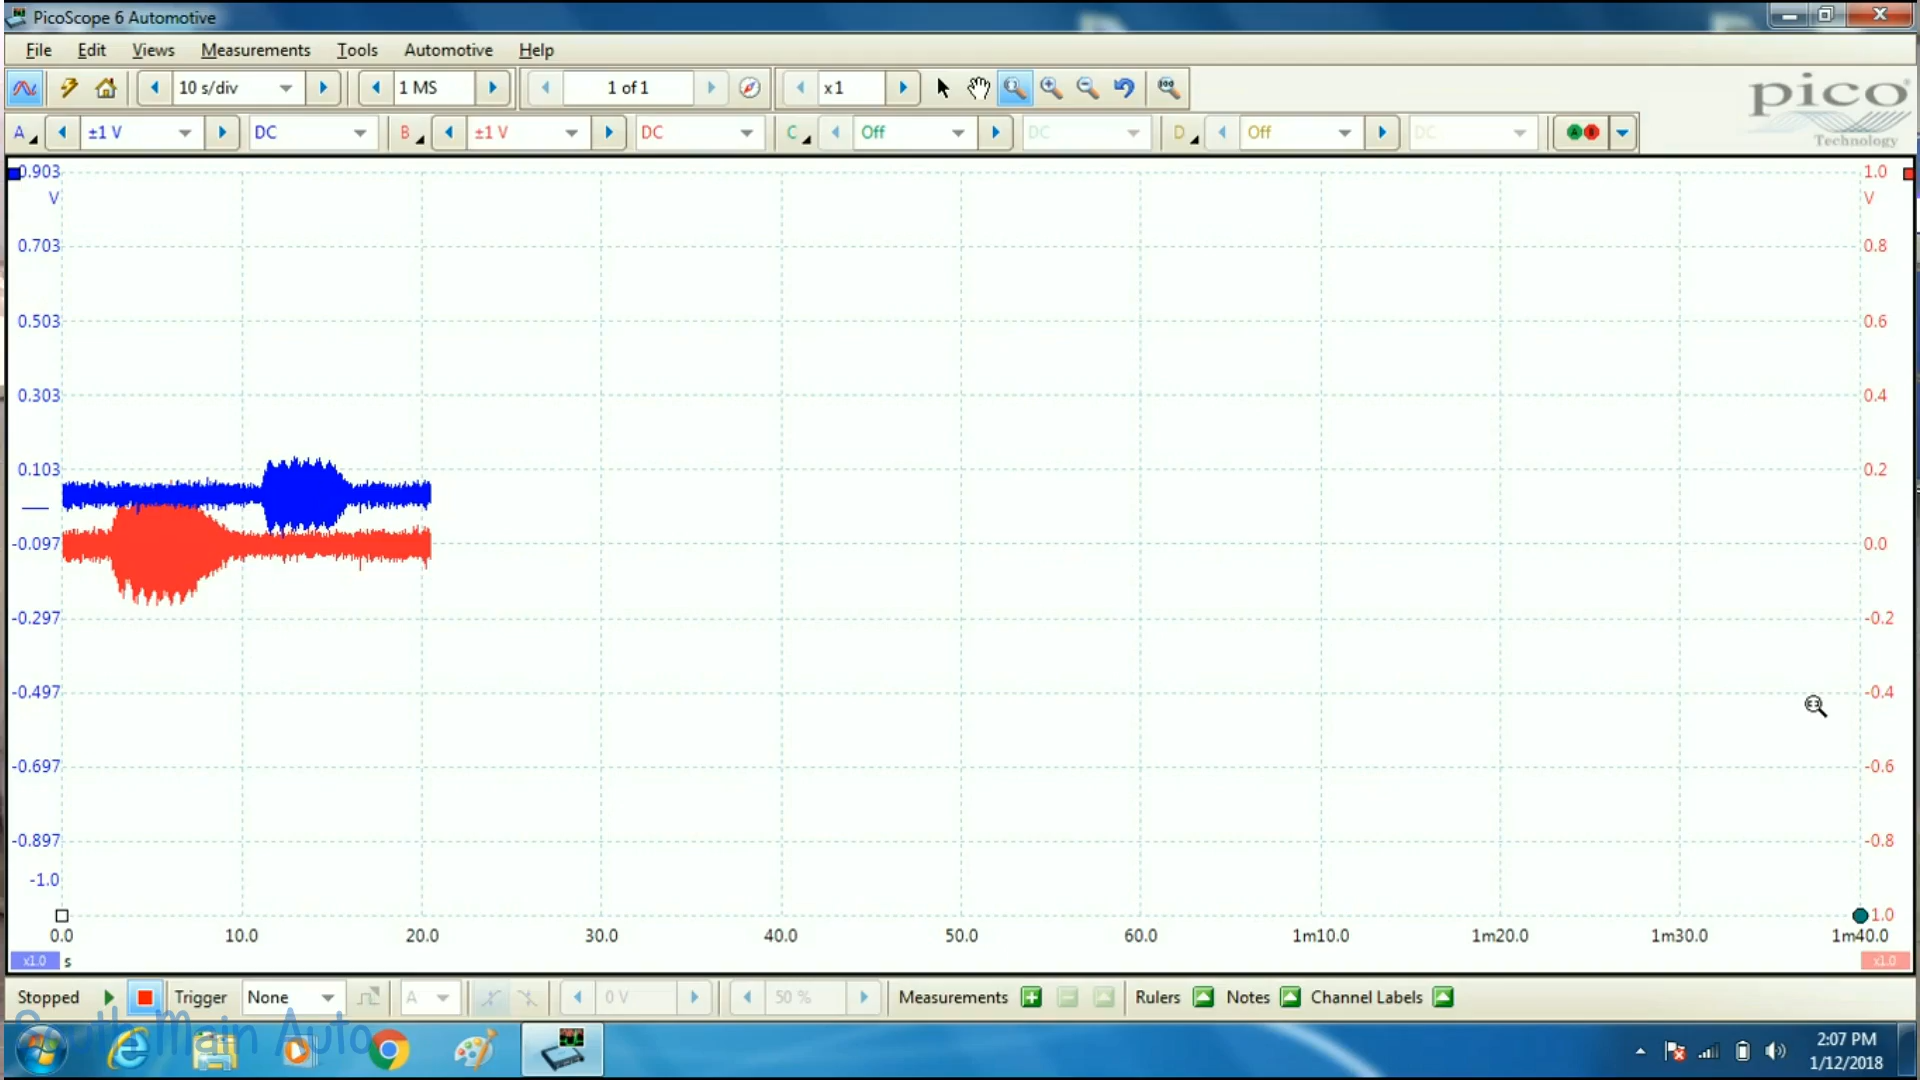 PicoScope 6 Automotive
File Edit Views Measurements Tools Automotive Help
10 s/div 1 MS 1 of 1 x1
pico
Technology
A ±1 V DC B ±1 V DC C Off DC D Off DC A B
0.903 1.0
V V
0.703 0.8
0.503 0.6
0.303 0.4
0.103 0.2
-0.097 0.0
-0.297 -0.2
-0.497 -0.4
-0.697 -0.6
-0.897 -0.8
-1.0
1.0
0.0 10.0 20.0 30.0 40.0 50.0 60.0 1m10.0 1m20.0 1m30.0 1m40.0
x1.0 s x1.0
Stopped Trigger None A 0 V 50 % Measurements Rulers Notes Channel Labels
South Main Auto
2:07 PM
1/12/2018